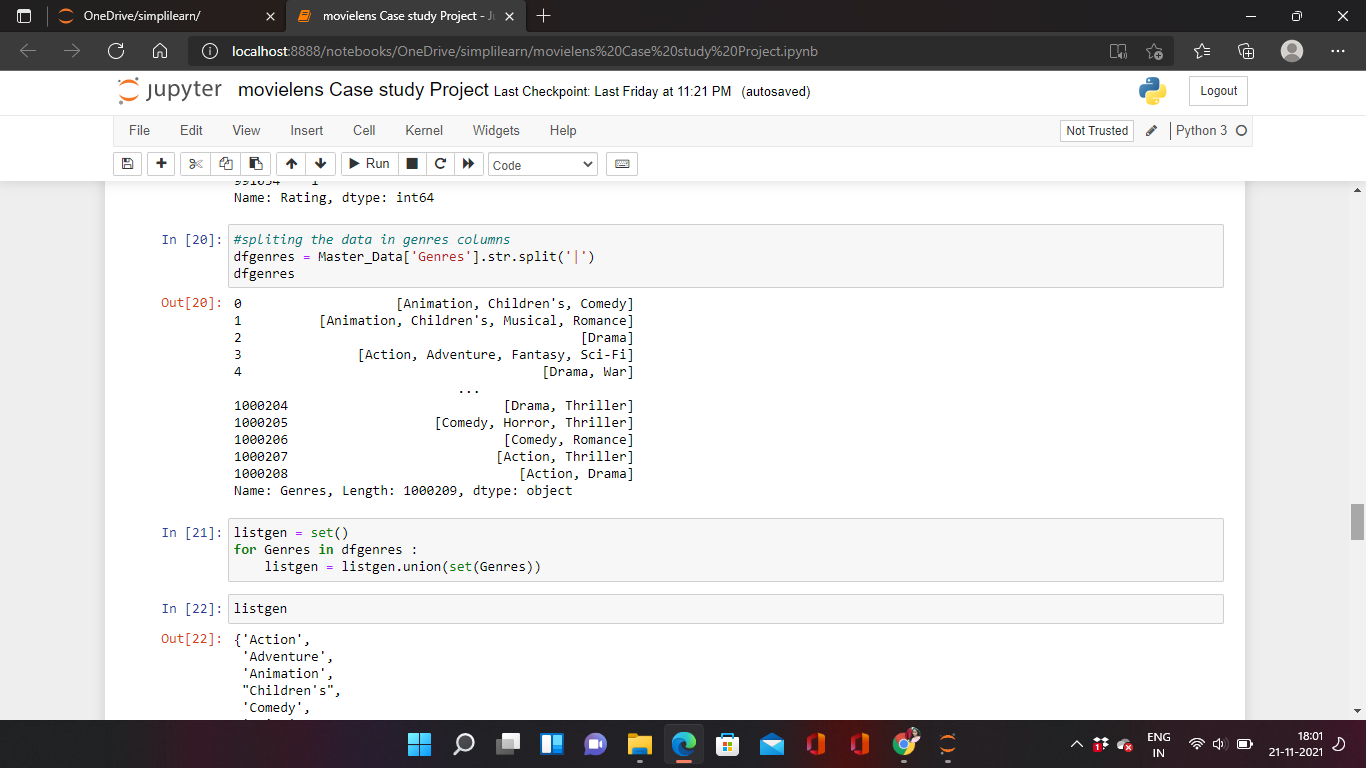 OneDrive/simplilearn/
movielens Case study Project - Ju
localhost:8888/notebooks/OneDrive/simplilearn/movielens%20Case%20study%20Project.ipynb
jupyter movielens Case study Project Last Checkpoint: Last Friday at 11:21 PM (autosaved)
Logout
File Edit View Insert Cell Kernel Widgets Help
Not Trusted
Python 3
Run
Code
Name: Rating, dtype: int64
In [20]: #spliting the data in genres columns
dfgenres = Master_Data['Genres'].str.split('|')
dfgenres
Out[20]: 0 [Animation, Children's, Comedy]
1 [Animation, Children's, Musical, Romance]
2 [Drama]
3 [Action, Adventure, Fantasy, Sci-Fi]
4 [Drama, War]
...
1000204 [Drama, Thriller]
1000205 [Comedy, Horror, Thriller]
1000206 [Comedy, Romance]
1000207 [Action, Thriller]
1000208 [Action, Drama]
Name: Genres, Length: 1000209, dtype: object
In [21]: listgen = set()
for Genres in dfgenres :
listgen = listgen.union(set(Genres))
In [22]: listgen
Out[22]: {'Action',
'Adventure',
'Animation',
"Children's",
'Comedy',
ENG
IN
18:01
21-11-2021